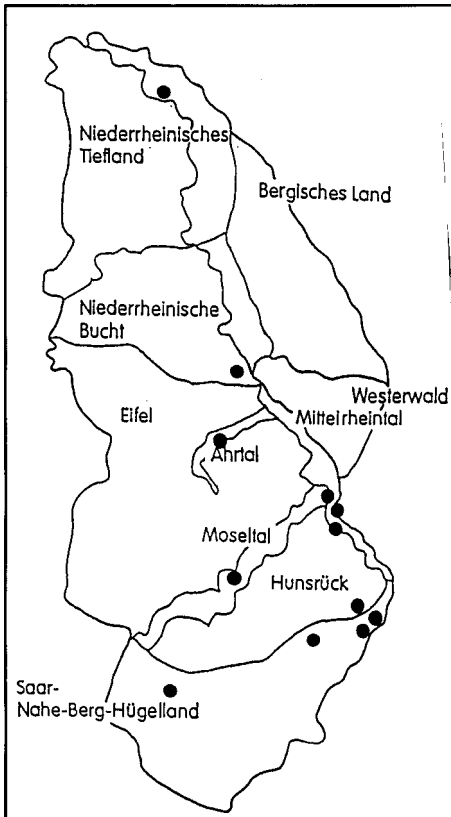 Niederrheinisches
Tiefland
Bergisches Land
Niederrheinische
Bucht
Westerwald
Mittelrheintal
Eifel
Ahrtal
Moseltal
Hunsrück
Saar-
Nahe-Berg-Hügelland